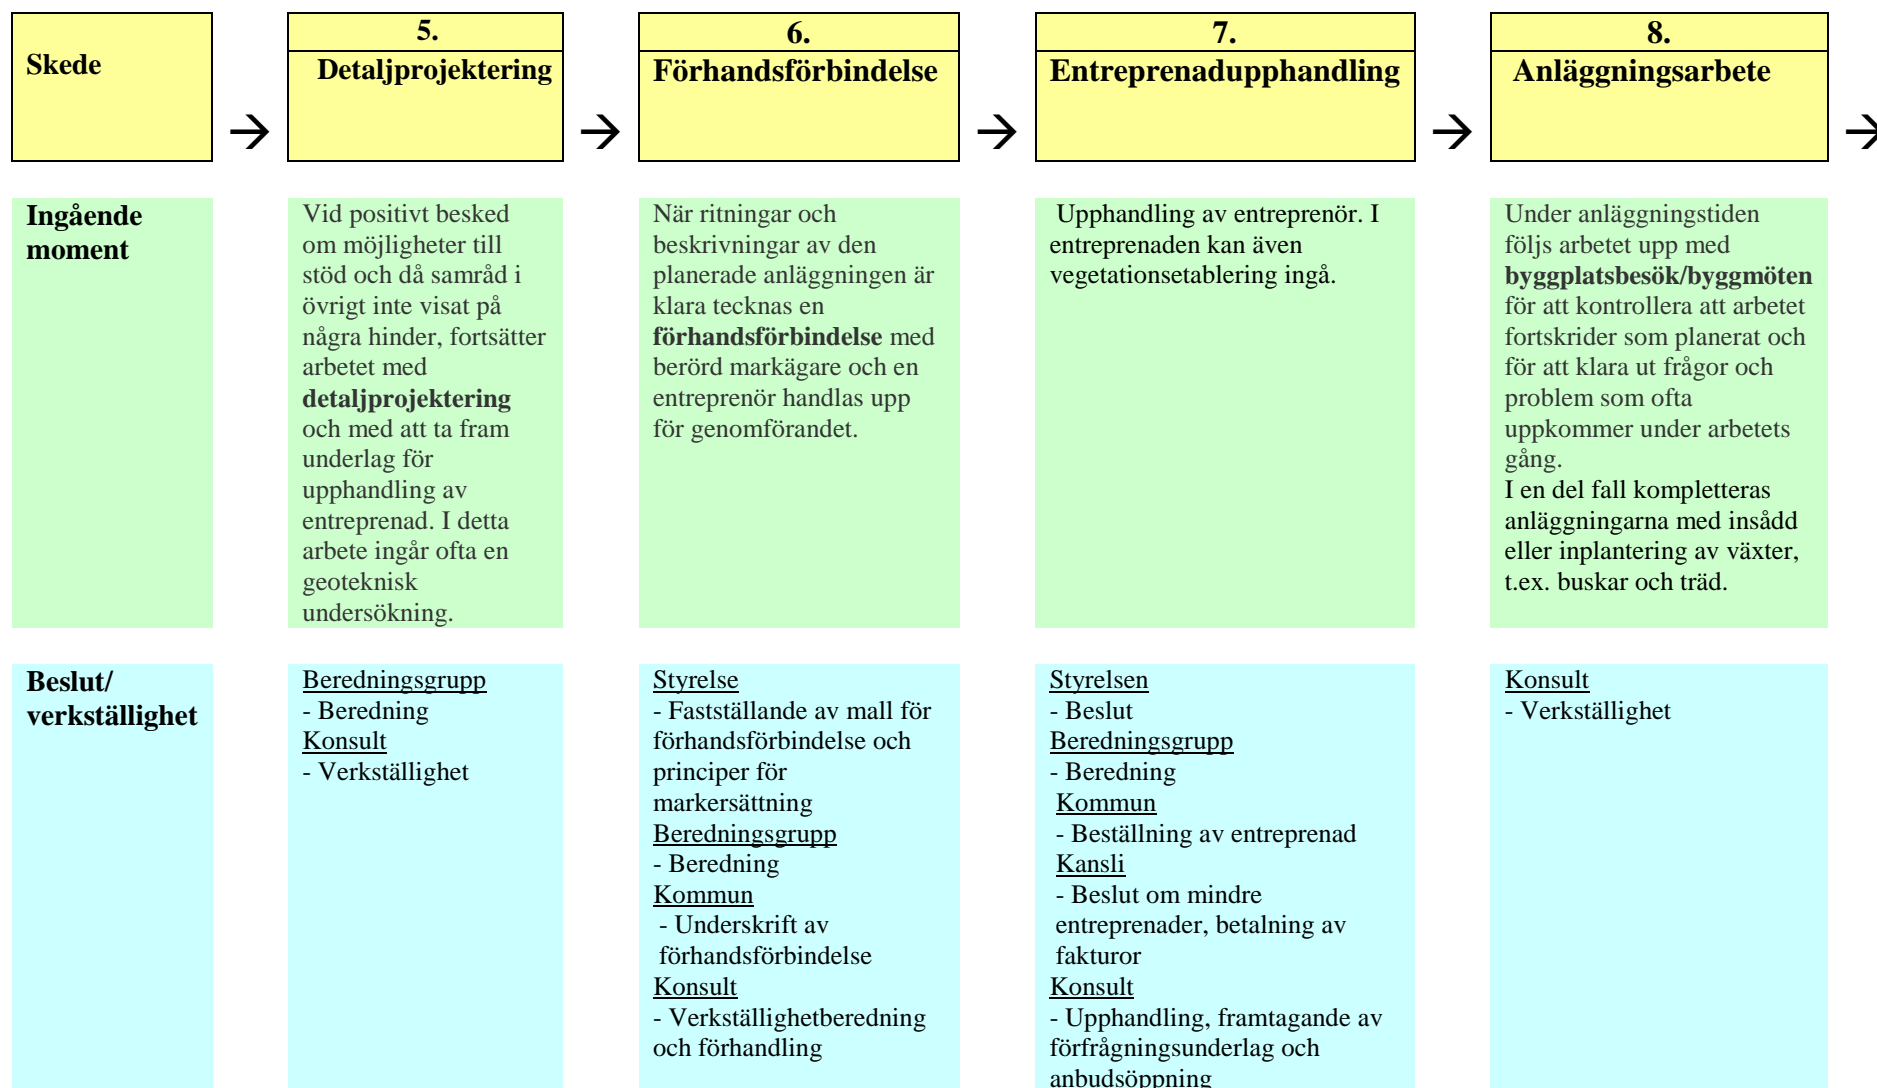 Skede
5.
Detaljprojektering
6.
Förhandsförbindelse
7.
Entreprenadupphandling
8.
Anläggningsarbete
Ingående
moment
Vid positivt besked
om möjligheter till
stöd och då samråd i
övrigt inte visat på
några hinder, fortsätter
arbetet med
detaljprojektering
och med att ta fram
underlag för
upphandling av
entreprenad. I detta
arbete ingår ofta en
geoteknisk
undersökning.
När ritningar och
beskrivningar av den
planerade anläggningen är
klara tecknas en
förhandsförbindelse med
berörd markägare och en
entreprenör handlas upp
för genomförandet.
Upphandling av entreprenör. I
entreprenaden kan även
vegetationsetablering ingå.
Under anläggningstiden
följs arbetet upp med
byggplatsbesök/byggmöten
för att kontrollera att arbetet
fortskrider som planerat och
för att klara ut frågor och
problem som ofta
uppkommer under arbetets
gång.
I en del fall kompletteras
anläggningarna med insådd
eller inplantering av växter,
t.ex. buskar och träd.
Beslut/
verkställighet
Beredningsgrupp
- Beredning
Konsult
- Verkställighet
Styrelse
- Fastställande av mall för
förhandsförbindelse och
principer för
markersättning
Beredningsgrupp
- Beredning
Kommun
- Underskrift av
förhandsförbindelse
Konsult
- Verkställighetberedning
och förhandling
Styrelsen
- Beslut
Beredningsgrupp
- Beredning
Kommun
- Beställning av entreprenad
Kansli
- Beslut om mindre
entreprenader, betalning av
fakturor
Konsult
- Upphandling, framtagande av
förfrågningsunderlag och
anbudsöppning
Konsult
- Verkställighet